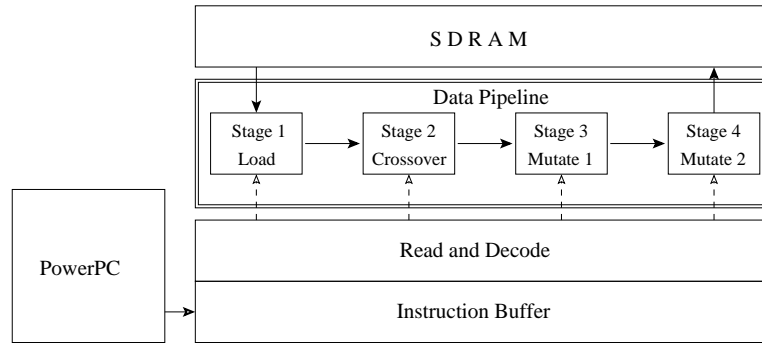 S D R A M
Data Pipeline
Stage 1
Load
Stage 2
Crossover
Stage 3
Mutate 1
Stage 4
Mutate 2
PowerPC
Read and Decode
Instruction Buffer